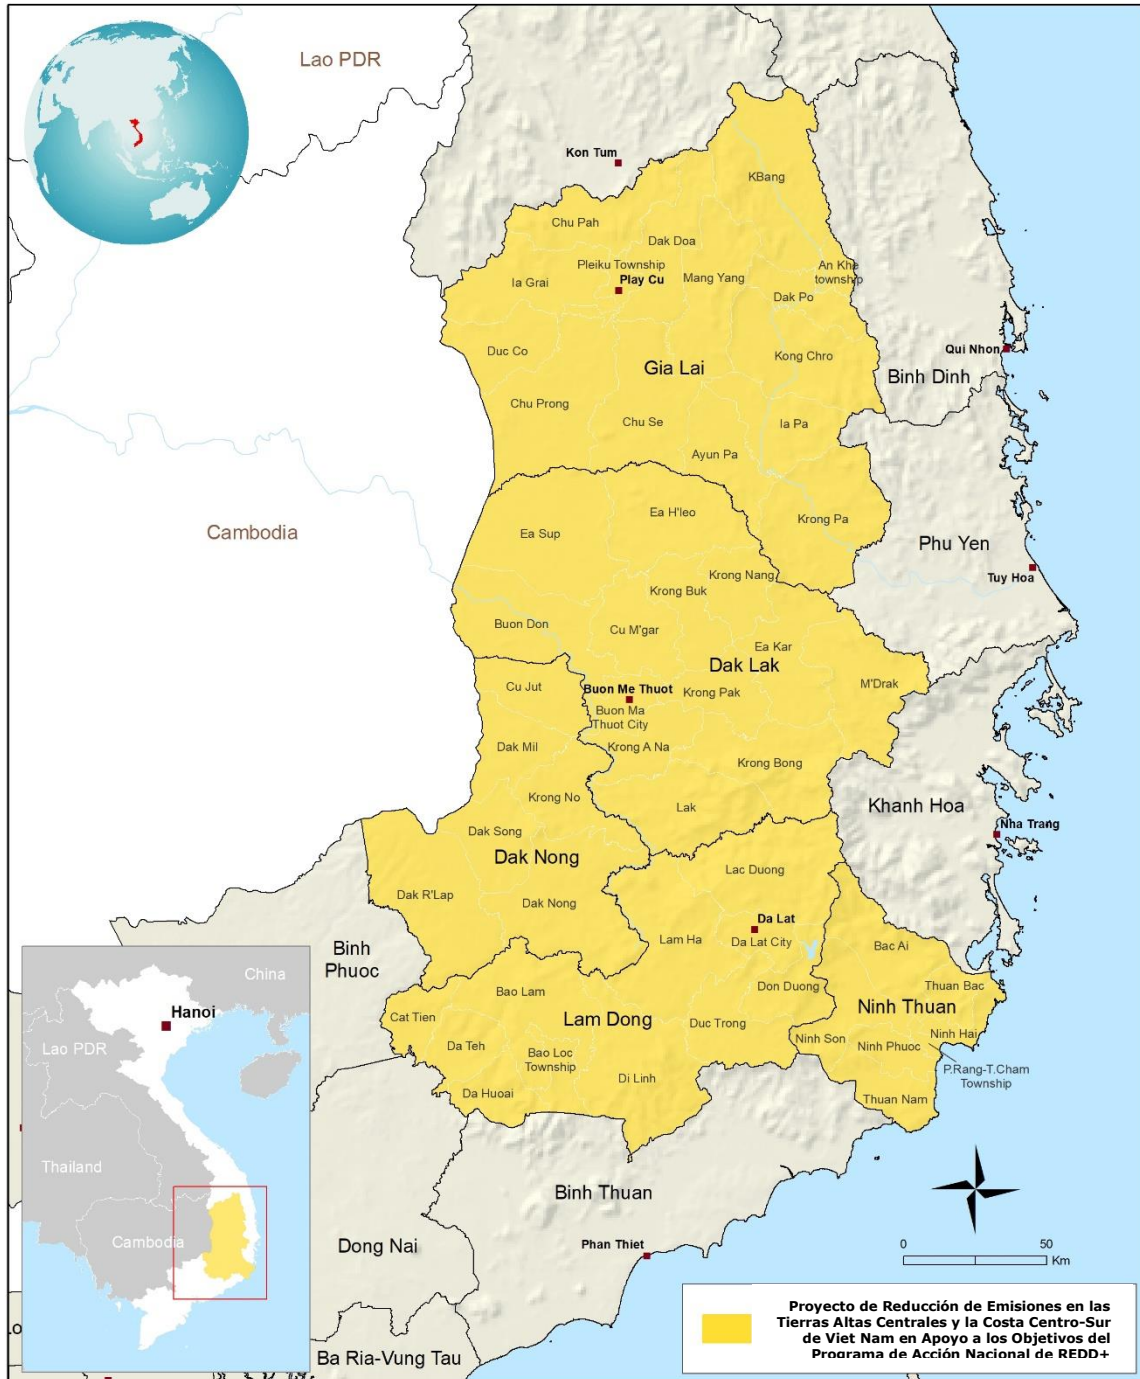 Lao PDR
Kon Tum
KBang
Chu Pah
Dak Doa
Pleiku Township
Play Cu
Mang Yang
An Khe
township
Ia Grai
Dak Po
Duc Co
Kong Chro
Qui Nhon
Gia Lai
Binh Dinh
Chu Prong
Chu Se
Ia Pa
Ayun Pa
Ea H'leo
Krong Pa
Ea Sup
Cambodia
Phu Yen
Tuy Hoa
Krong Nang
Krong Buk
Buon Don
Cu M'gar
Ea Kar
Dak Lak
M'Drak
Cu Jut
Buon Me Thuot
Krong Pak
Buon Ma
Thuot City
Dak Mil
Krong A Na
Krong Bong
Krong No
Lak
Khanh Hoa
Nha Trang
Dak Song
Dak Nong
Lac Duong
Dak R'Lap
Dak Nong
Da Lat
Lam Ha
Da Lat City
Bac Ai
Binh
Phuoc
Don Duong
Thuan Bac
Bao Lam
Ninh Thuan
Cat Tien
Lam Dong
Duc Trong
Ninh Son
Ninh Hai
Ninh Phuoc
Da Teh
Bao Loc
Township
P.Rang-T.Cham
Township
Di Linh
Da Huoai
Thuan Nam
Binh Thuan
Dong Nai
Phan Thiet
Ba Ria-Vung Tau
China
Hanoi
Lao PDR
Thailand
Cambodia
0 50
Km
Proyecto de Reducción de Emisiones en las
Tierras Altas Centrales y la Costa Centro-Sur
de Viet Nam en Apoyo a los Objetivos del
Programa de Acción Nacional de REDD+